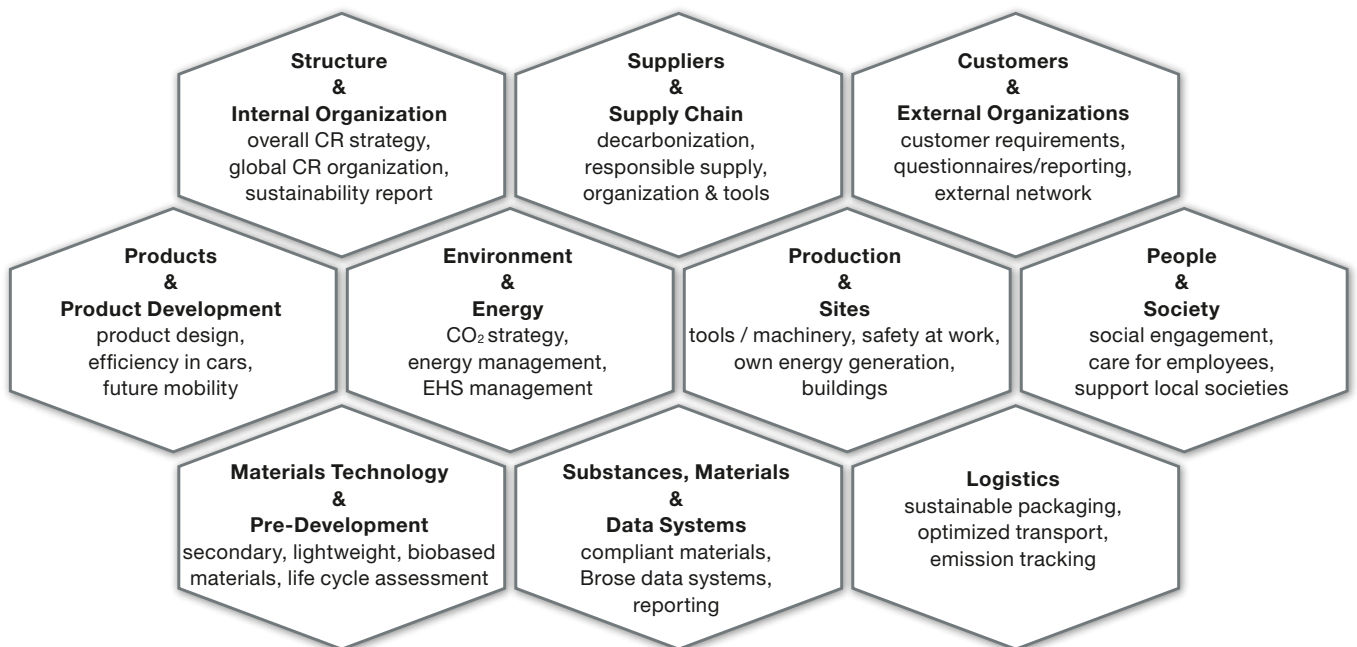 Structure
&
Internal Organization
overall CR strategy,
global CR organization,
sustainability report
Suppliers
&
Supply Chain
decarbonization,
responsible supply,
organization & tools
Customers
&
External Organizations
customer requirements,
questionnaires/reporting,
external network
Products
&
Product Development
product design,
efficiency in cars,
future mobility
Environment
&
Energy
CO₂ strategy,
energy management,
EHS management
Production
&
Sites
tools / machinery, safety at work,
own energy generation,
buildings
People
&
Society
social engagement,
care for employees,
support local societies
Materials Technology
&
Pre-Development
secondary, lightweight, biobased
materials, life cycle assessment
Substances, Materials
&
Data Systems
compliant materials,
Brose data systems,
reporting
Logistics
sustainable packaging,
optimized transport,
emission tracking